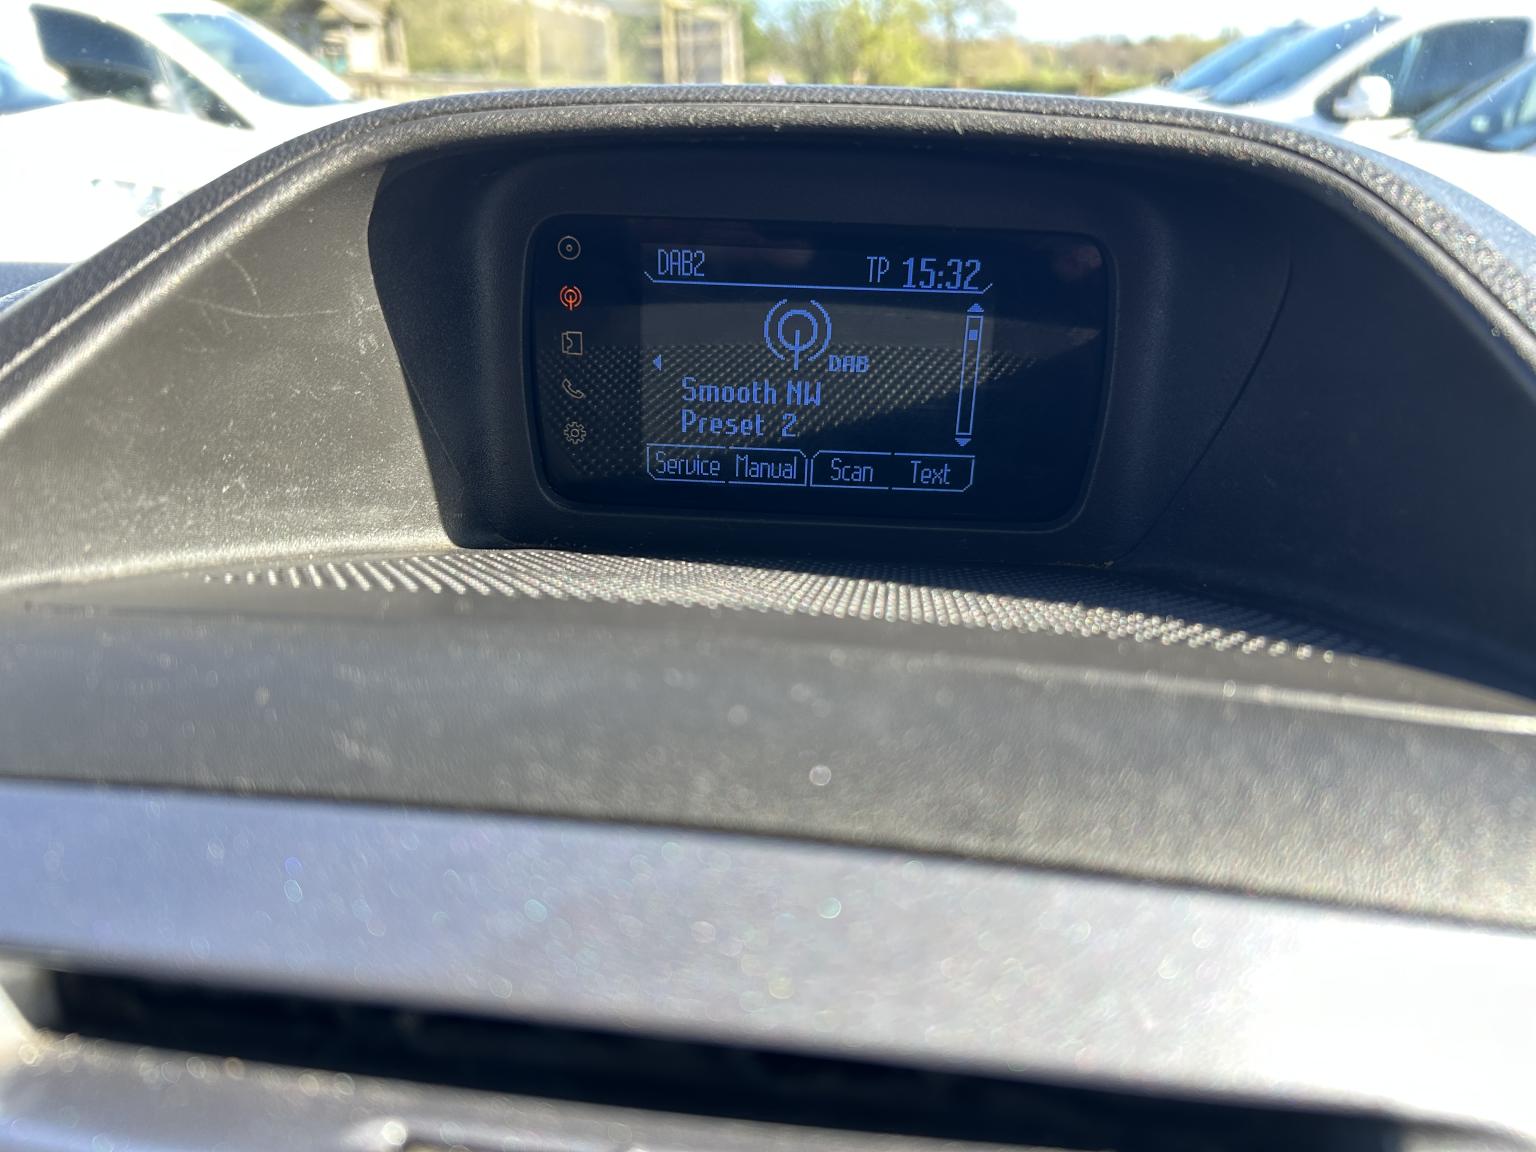 DAB2 TP 15:32
DAB
Smooth NW
Preset 2
Service Manual Scan Text